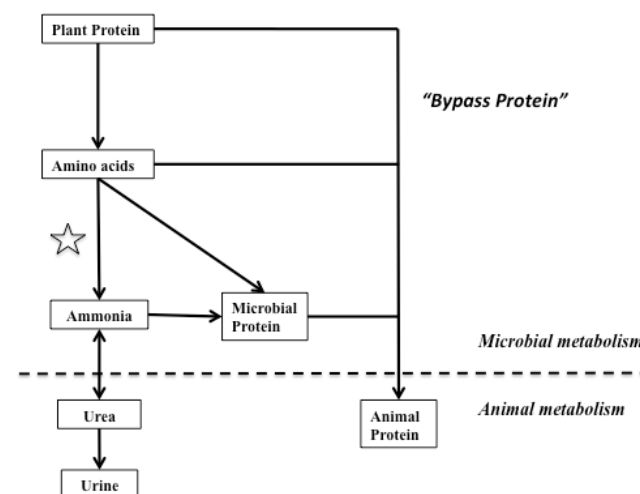 Plant Protein
“Bypass Protein”
Amino acids
Ammonia
Microbial
Protein
Microbial metabolism
Animal metabolism
Urea
Animal
Protein
Urine